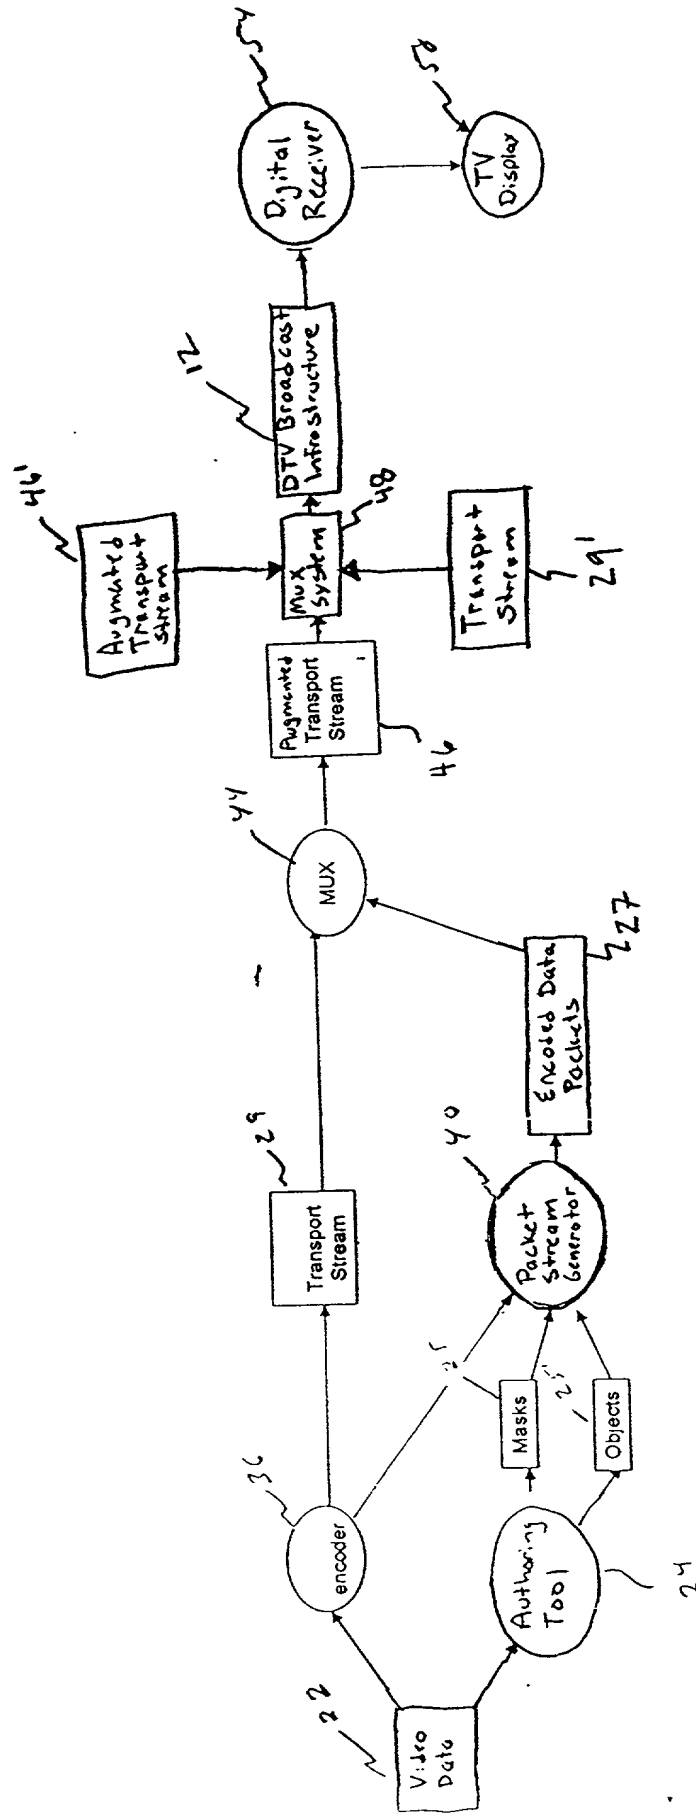 22
Video
Data
36
encoder
Authoring
Tool
24
25
Masks
25'
Objects
29
Transport
Stream
40
Packet
Stream
Generator
Encoded Data
Packets
27
44
MUX
Augmented
Transport
Stream
46
46'
Augmented
Transport
Stream
Mux
System
48
Transport
Stream
29'
12
DTV Broadcast
Infrastructure
Digital
Receiver
54
TV
Display
58